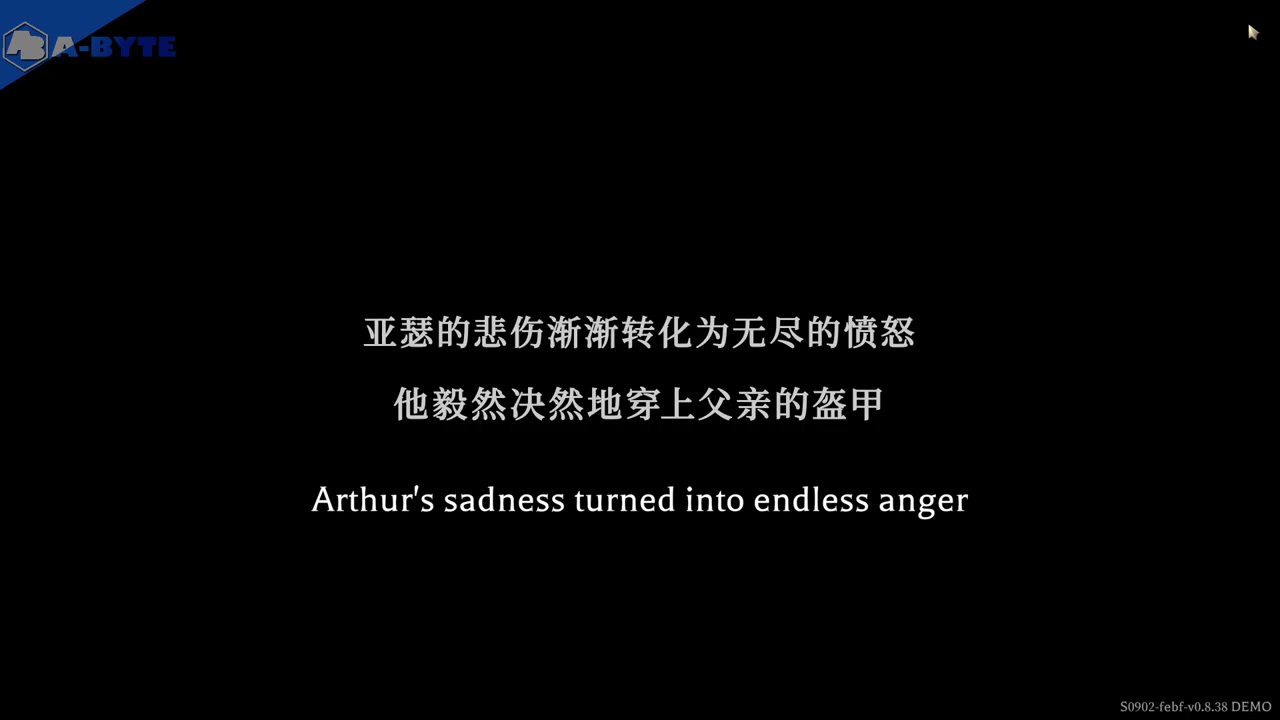 AB A-BYTE
亚瑟的悲伤渐渐转化为无尽的愤怒
他毅然决然地穿上父亲的盔甲
Arthur's sadness turned into endless anger
S0902-febf-v0.8.38 DEMO